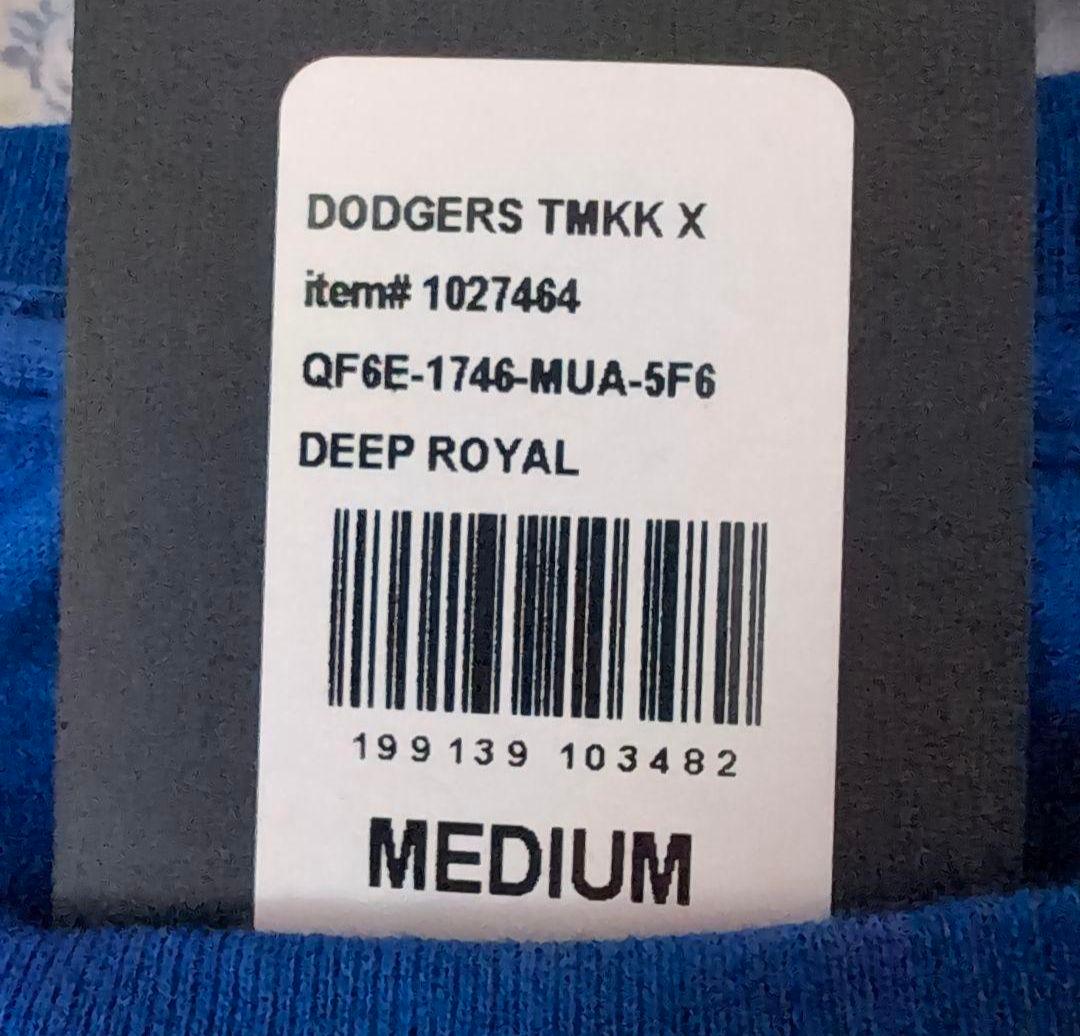 DODGERS TMKK X
item# 1027464
QF6E-1746-MUA-5F6
DEEP ROYAL
199139 103482
MEDIUM